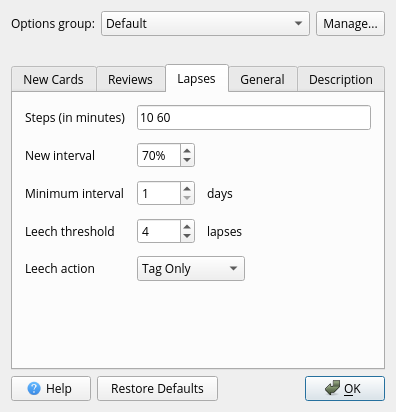 Options group: Default Manage...
New Cards Reviews Lapses General Description
Steps (in minutes) 10 60
New interval 70%
Minimum interval 1 days
Leech threshold 4 lapses
Leech action Tag Only
? Help Restore Defaults OK